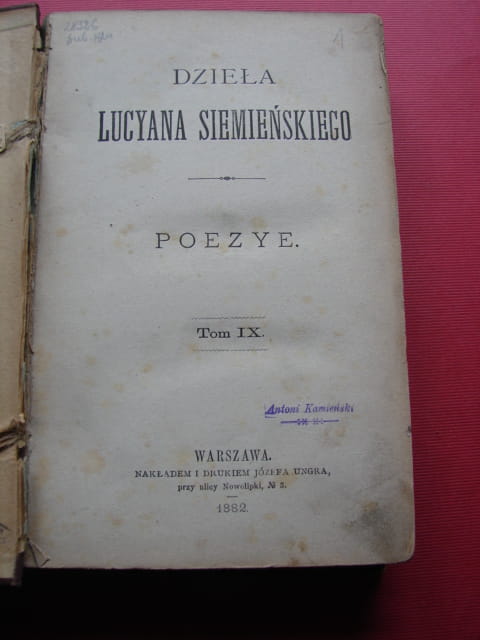 DZIEŁA
LUCYANA SIEMIEŃSKIEGO
POEZYE.
Tom IX.
Antoni Kamieński
WARSZAWA.
NAKŁADEM I DRUKIEM JÓZEFA UNGRA,
przy ulicy Nowolipki, № 3.
1882.